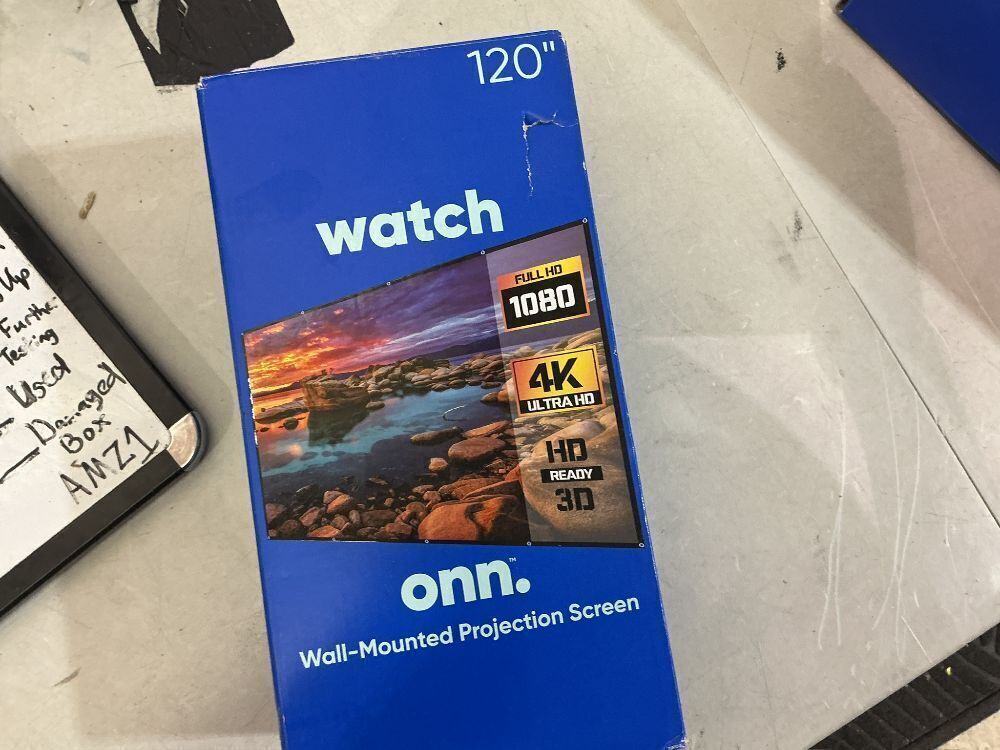 120"
watch
FULL HD
1080
4K
ULTRA HD
HD
READY
3D
onn.™
Wall-Mounted Projection Screen
Up
Further
Testing
- Used
- Damaged
Box
AMZ1